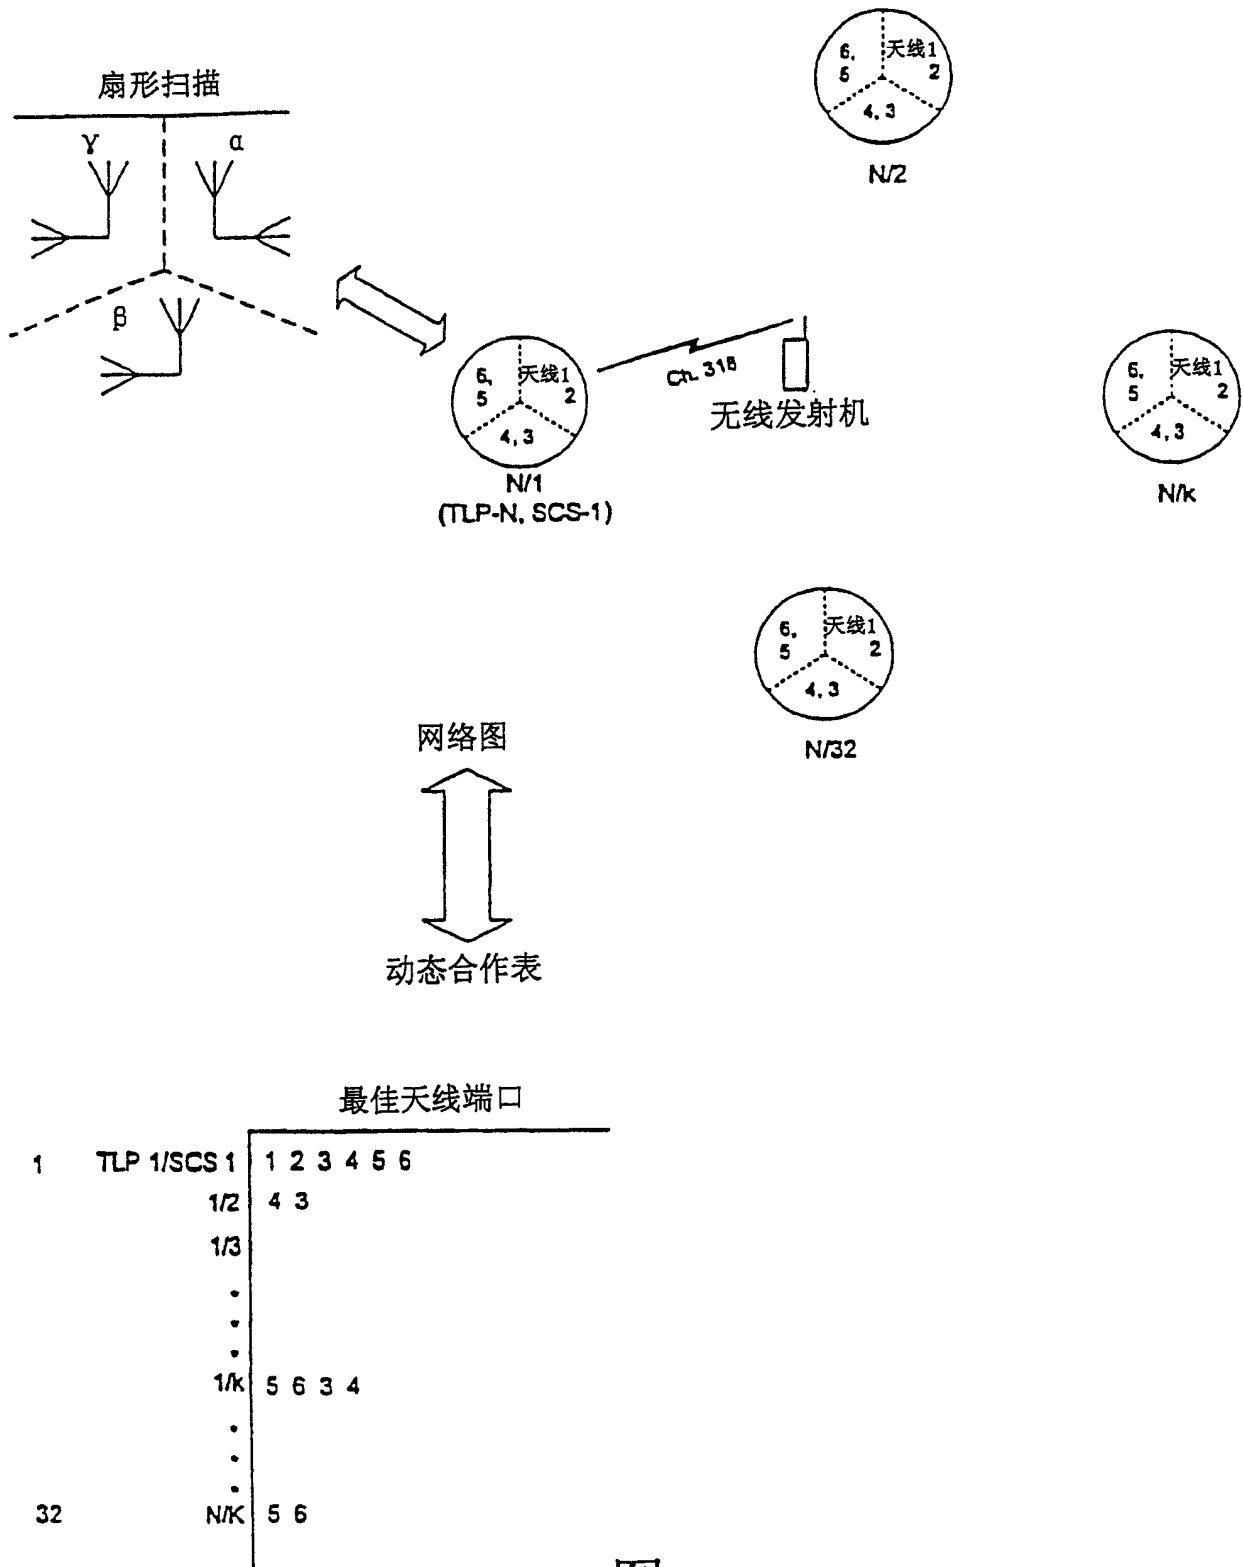 扇形扫描
γ
α
β
6, 天线1
5 2
4, 3
N/2
6, 天线1
5 2
4, 3
N/1
(TLP-N, SCS-1)
Ch. 318
无线发射机
6, 天线1
5 2
4, 3
N/k
6, 天线1
5 2
4, 3
N/32
网络图
动态合作表
最佳天线端口
1 TLP 1/SCS 1 1 2 3 4 5 6
1/2 4 3
1/3
1/k 5 6 3 4
32 N/K 5 6